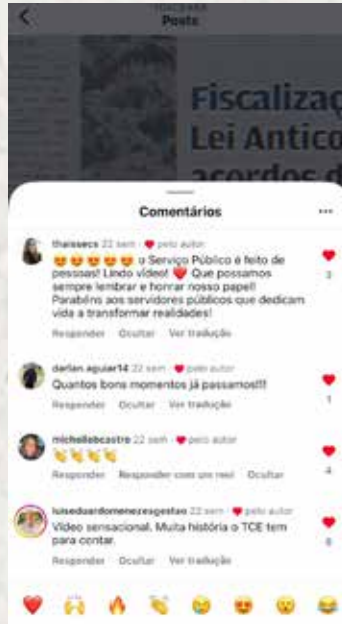 Posts
Fiscalizaç
Lei Antico
acordos d
Comentários
thaissecs 22 sem · ❤️ pelo autor
😍😍😍😍😍 o Serviço Público é feito de
pessoas! Lindo vídeo! ❤️ Que possamos
sempre lembrar e honrar nosso papel!
Parabéns aos servidores públicos que dedicam
vida a transformar realidades!
3
Responder Ocultar Ver tradução
darlan.aguiar14 22 sem · ❤️ pelo autor
Quantos bons momentos já passamos!!!
1
Responder Ocultar Ver tradução
michellebcastro 22 sem · ❤️ pelo autor
👏👏👏👏
4
Responder Responder com um reel Ocultar
luiseduardomenezesgestao 22 sem · ❤️ pelo autor
Vídeo sensacional. Muita história o TCE tem
para contar.
6
Responder Ocultar Ver tradução